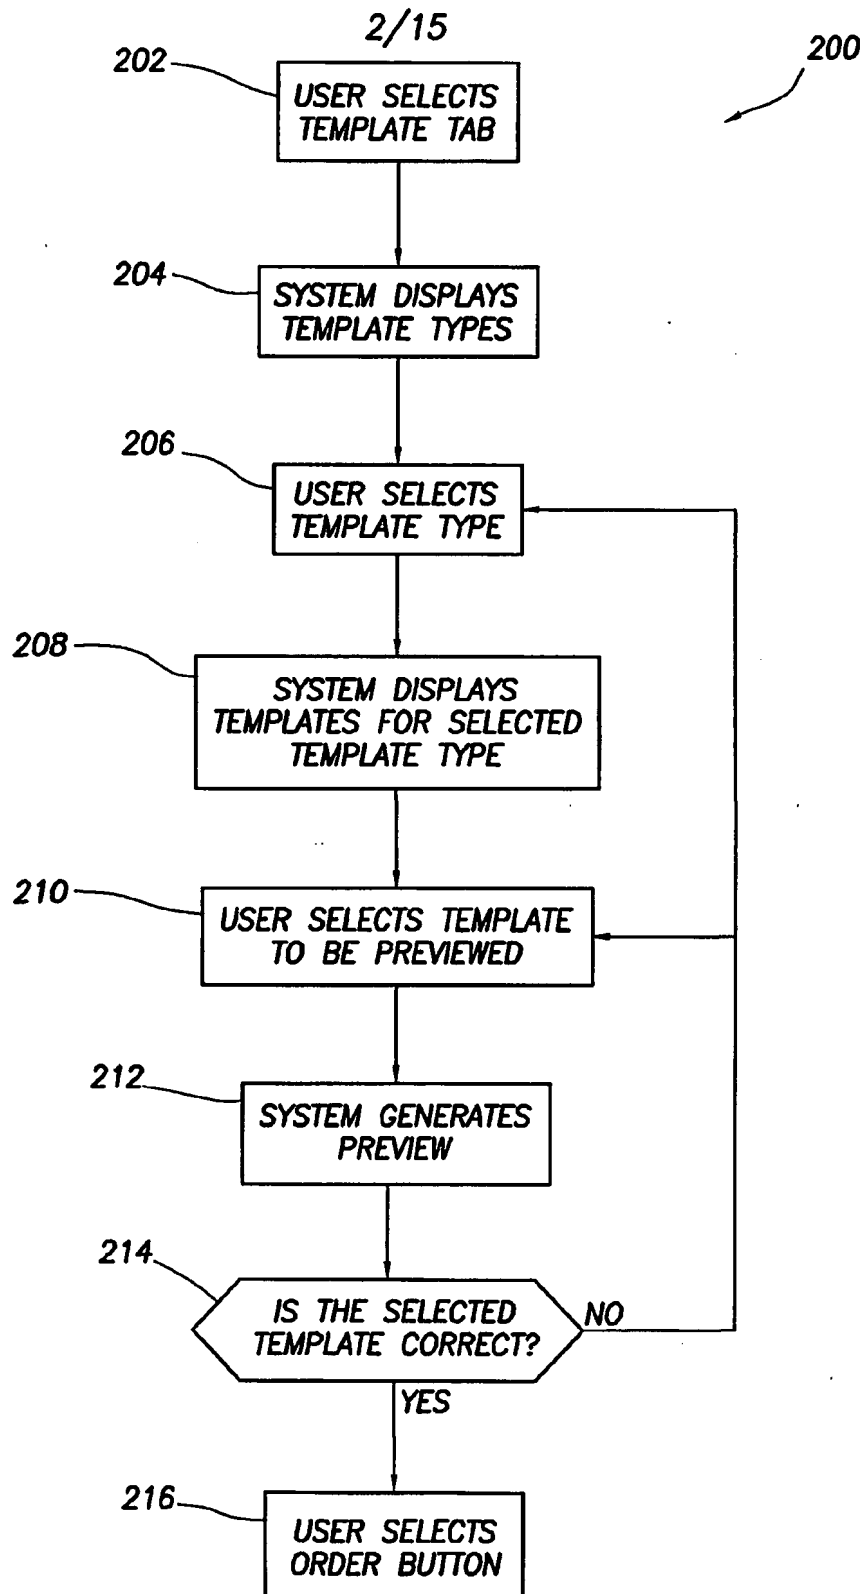 2/15
200
202
USER SELECTS
TEMPLATE TAB
204
SYSTEM DISPLAYS
TEMPLATE TYPES
206
USER SELECTS
TEMPLATE TYPE
208
SYSTEM DISPLAYS
TEMPLATES FOR SELECTED
TEMPLATE TYPE
210
USER SELECTS TEMPLATE
TO BE PREVIEWED
212
SYSTEM GENERATES
PREVIEW
214
IS THE SELECTED
TEMPLATE CORRECT?
NO
YES
216
USER SELECTS
ORDER BUTTON